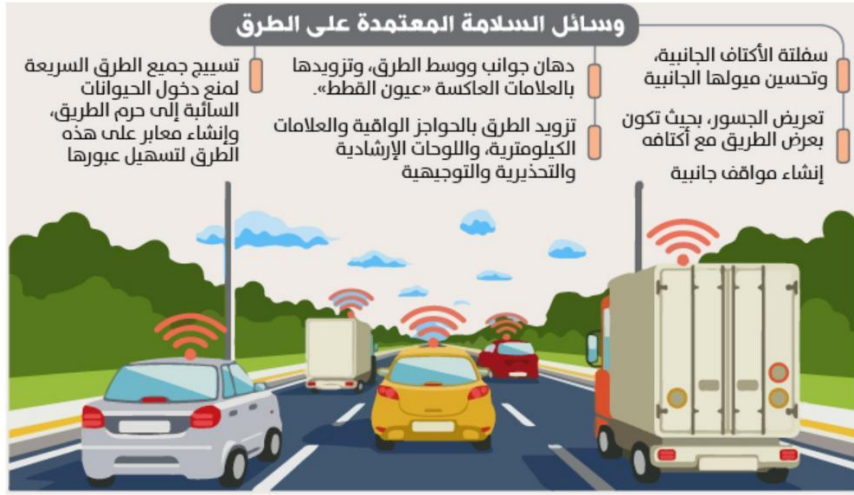 وسائل السلامة المعتمدة على الطرق
سفلتة الأكتاف الجانبية،
وتحسين ميولها الجانبية
تعريض الجسور، بحيث تكون
بعرض الطريق مع أكتافه
إنشاء مواقف جانبية
دهان جوانب ووسط الطرق، وتزويدها
بالعلامات العاكسة «عيون القطط».
تزويد الطرق بالحواجز الواقية والعلامات
الكيلومترية، واللوحات الإرشادية
والتحذيرية والتوجيهية
تسييج جميع الطرق السريعة
لمنع دخول الحيوانات
السائبة إلى حرم الطريق،
وإنشاء معابر على هذه
الطرق لتسهيل عبورها